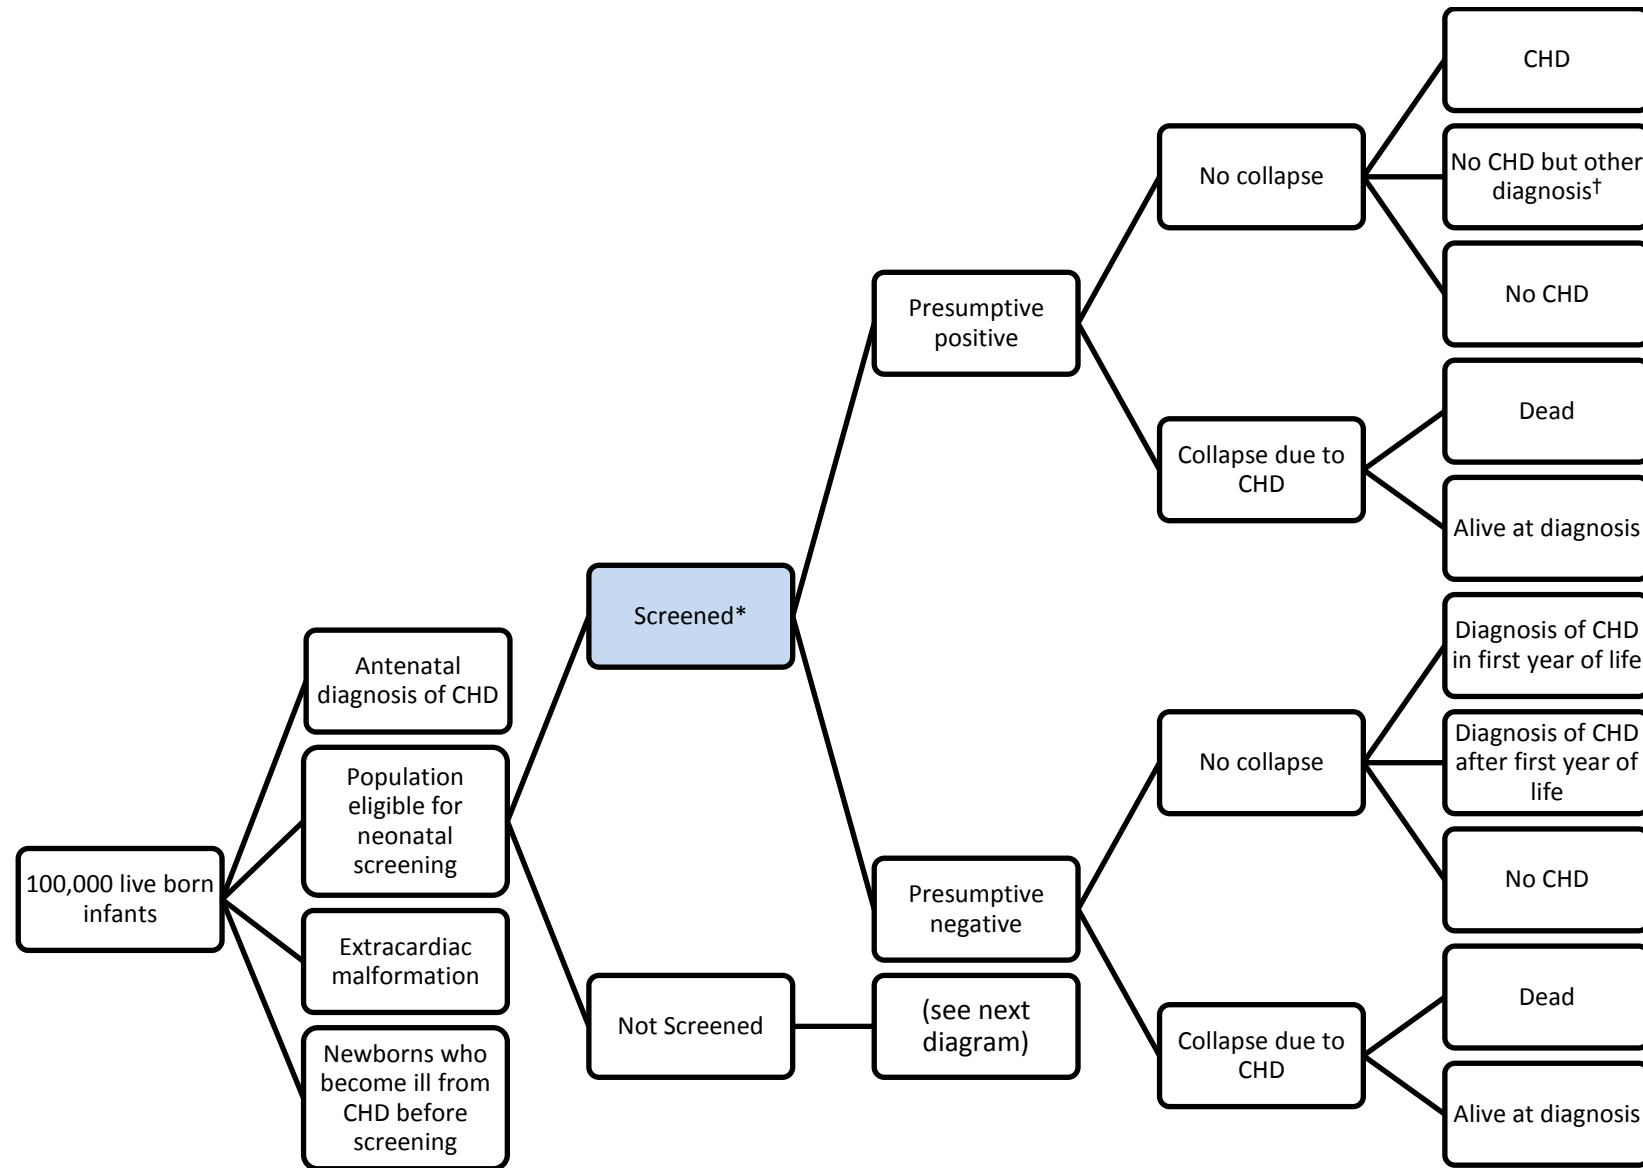 100,000 live born
infants
Antenatal
diagnosis of CHD
Population
eligible for
neonatal
screening
Extracardiac
malformation
Newborns who
become ill from
CHD before
screening
Screened*
Not Screened
Presumptive
positive
Presumptive
negative
(see next
diagram)
No collapse
Collapse due to
CHD
No collapse
Collapse due to
CHD
CHD
No CHD but other
diagnosis†
No CHD
Dead
Alive at diagnosis
Diagnosis of CHD
in first year of life
Diagnosis of CHD
after first year of
life
No CHD
Dead
Alive at diagnosis